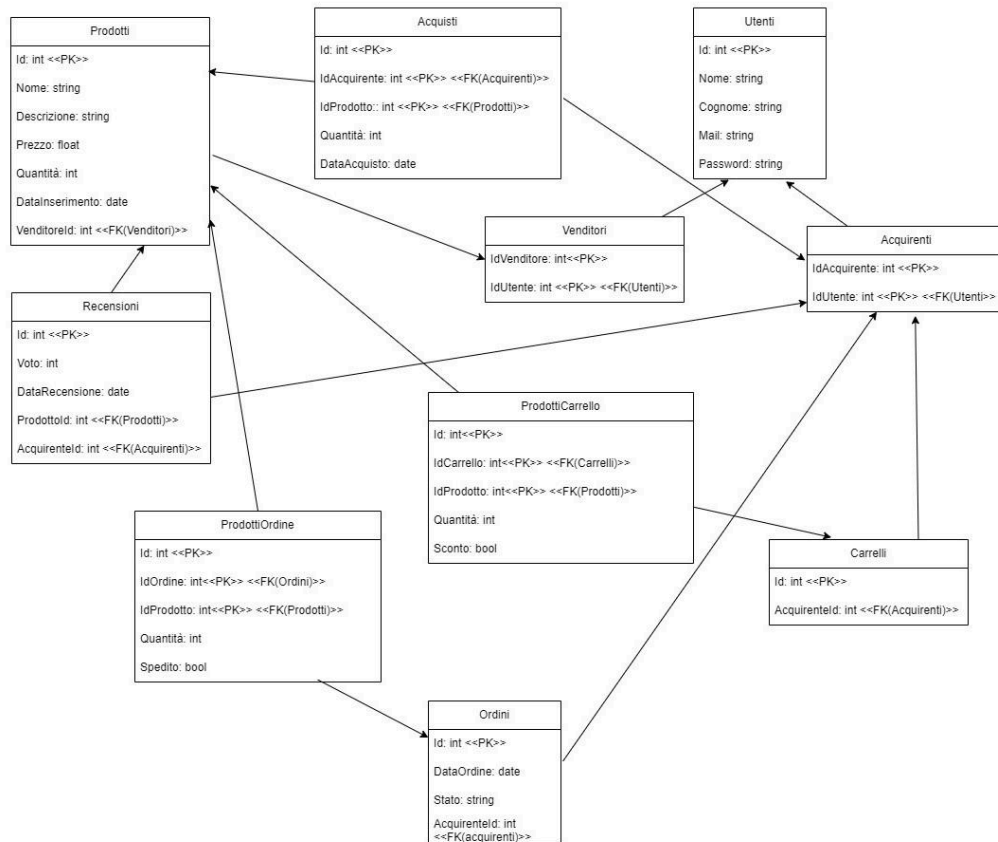 Prodotti
Id: int <<PK>>
Nome: string
Descrizione: string
Prezzo: float
Quantità: int
DataInserimento: date
VenditoreId: int <<FK(Venditori)>>
Acquisti
Id: int <<PK>>
IdAcquirente: int <<PK>> <<FK(Acquirenti)>>
IdProdotto:: int <<PK>> <<FK(Prodotti)>>
Quantità: int
DataAcquisto: date
Utenti
Id: int <<PK>>
Nome: string
Cognome: string
Mail: string
Password: string
Venditori
IdVenditore: int<<PK>>
IdUtente: int <<PK>> <<FK(Utenti)>>
Acquirenti
IdAcquirente: int <<PK>>
IdUtente: int <<PK>> <<FK(Utenti)>>
Recensioni
Id: int <<PK>>
Voto: int
DataRecensione: date
ProdottoId: int <<FK(Prodotti)>>
AcquirenteId: int <<FK(Acquirenti)>>
ProdottiCarrello
Id: int<<PK>>
IdCarrello: int<<PK>> <<FK(Carrelli)>>
IdProdotto: int<<PK>> <<FK(Prodotti)>>
Quantità: int
Sconto: bool
ProdottiOrdine
Id: int <<PK>>
IdOrdine: int<<PK>> <<FK(Ordini)>>
IdProdotto: int<<PK>> <<FK(Prodotti)>>
Quantità: int
Spedito: bool
Carrelli
Id: int <<PK>>
AcquirenteId: int <<FK(Acquirenti)>>
Ordini
Id: int <<PK>>
DataOrdine: date
Stato: string
AcquirenteId: int
<<FK(acquirenti)>>